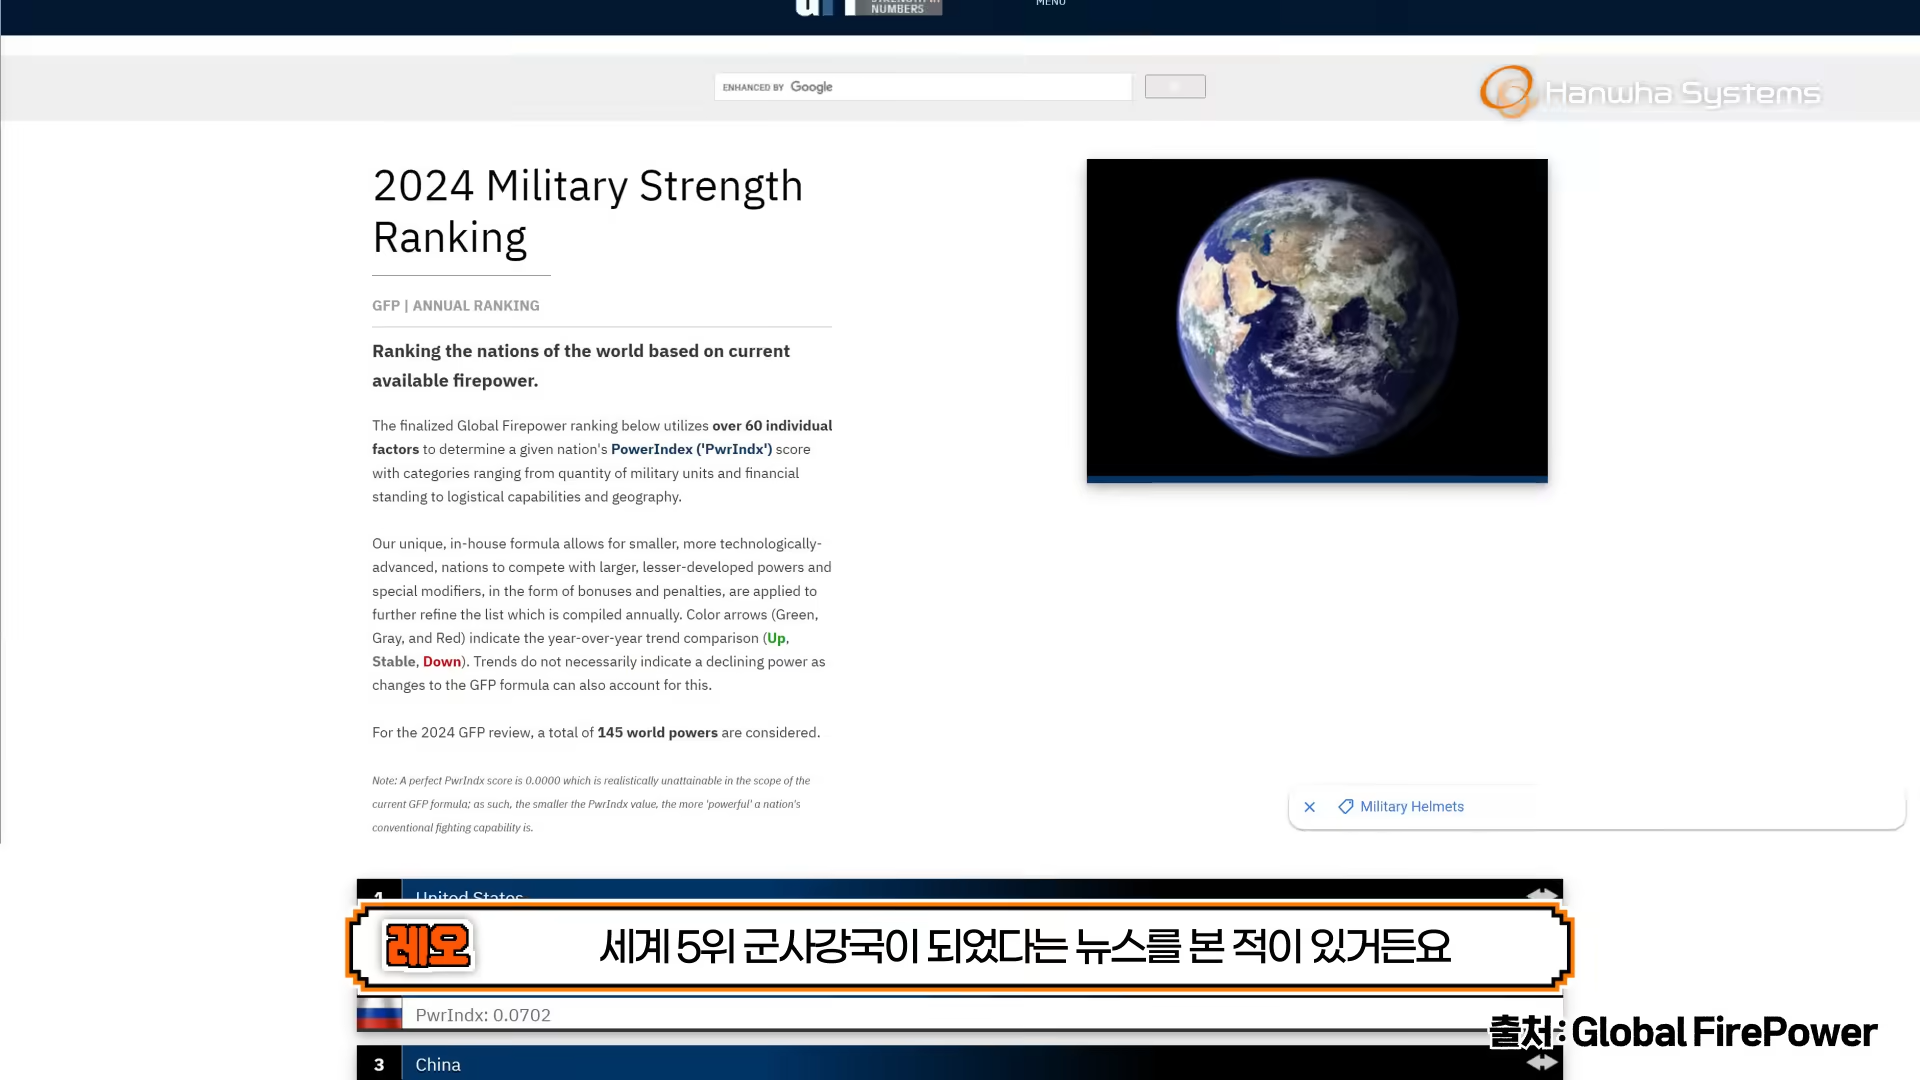 STRENGTH IN
NUMBERS
MENU
ENHANCED BY Google
Hanwha Systems
2024 Military Strength
Ranking
GFP | ANNUAL RANKING
Ranking the nations of the world based on current
available firepower.
The finalized Global Firepower ranking below utilizes over 60 individual
factors to determine a given nation's PowerIndex ('PwrIndx') score
with categories ranging from quantity of military units and financial
standing to logistical capabilities and geography.
Our unique, in-house formula allows for smaller, more technologically-
advanced, nations to compete with larger, lesser-developed powers and
special modifiers, in the form of bonuses and penalties, are applied to
further refine the list which is compiled annually. Color arrows (Green,
Gray, and Red) indicate the year-over-year trend comparison (Up,
Stable, Down). Trends do not necessarily indicate a declining power as
changes to the GFP formula can also account for this.
For the 2024 GFP review, a total of 145 world powers are considered.
Note: A perfect PwrIndx score is 0.0000 which is realistically unattainable in the scope of the
current GFP formula; as such, the smaller the PwrIndx value, the more 'powerful' a nation's
conventional fighting capability is.
Military Helmets
1 United States
레오 세계 5위 군사강국이 되었다는 뉴스를 본 적이 있거든요
PwrIndx: 0.0702
출처: Global FirePower
3 China